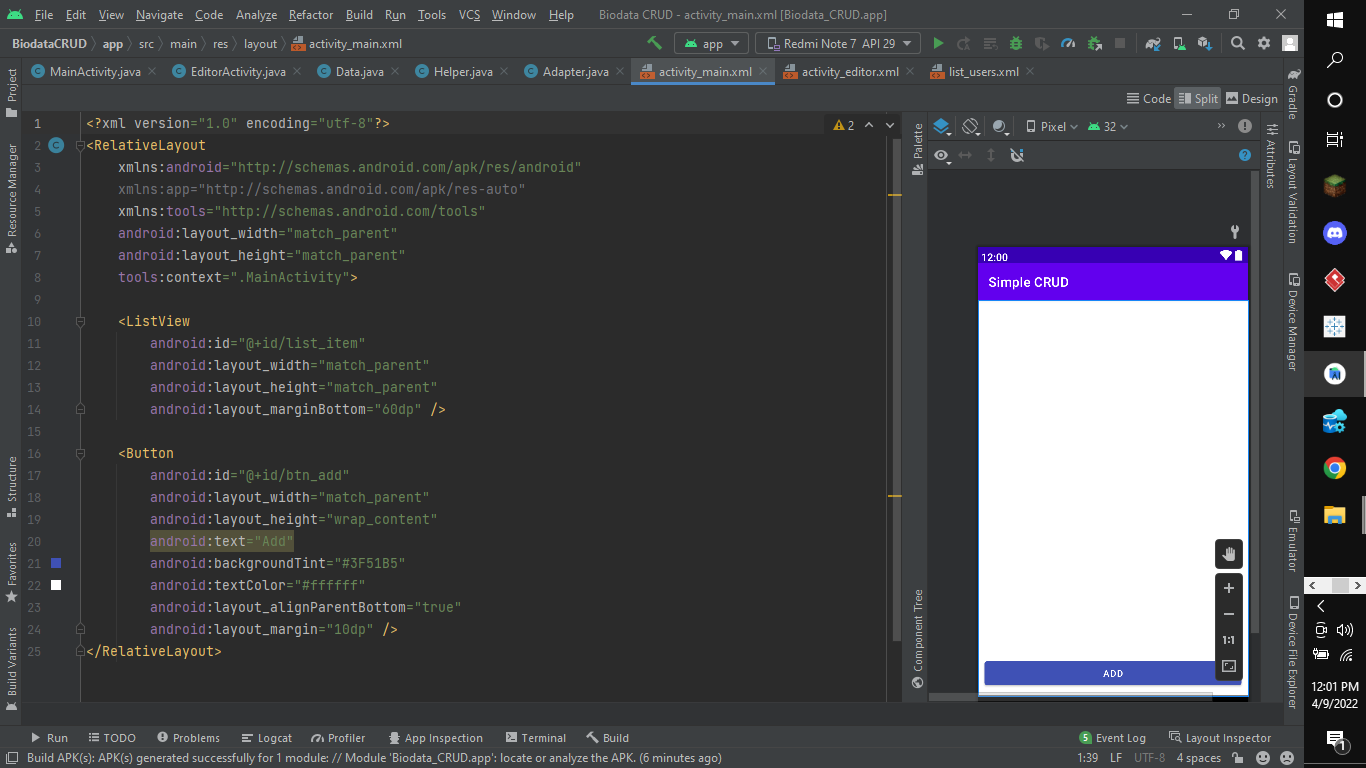 File Edit View Navigate Code Analyze Refactor Build Run Tools VCS Window Help Biodata CRUD - activity_main.xml [Biodata_CRUD.app]
BiodataCRUD app src main res layout activity_main.xml app Redmi Note 7 API 29
MainActivity.java EditorActivity.java Data.java Helper.java Adapter.java activity_main.xml activity_editor.xml list_users.xml
Code Split Design
Project
Resource Manager
Structure
Favorites
Build Variants
1 <?xml version="1.0" encoding="utf-8"?>
2 <RelativeLayout
3 xmlns:android="http://schemas.android.com/apk/res/android"
4 xmlns:app="http://schemas.android.com/apk/res-auto"
5 xmlns:tools="http://schemas.android.com/tools"
6 android:layout_width="match_parent"
7 android:layout_height="match_parent"
8 tools:context=".MainActivity">
9
10 <ListView
11 android:id="@+id/list_item"
12 android:layout_width="match_parent"
13 android:layout_height="match_parent"
14 android:layout_marginBottom="60dp" />
15
16 <Button
17 android:id="@+id/btn_add"
18 android:layout_width="match_parent"
19 android:layout_height="wrap_content"
20 android:text="Add"
21 android:backgroundTint="#3F51B5"
22 android:textColor="#ffffff"
23 android:layout_alignParentBottom="true"
24 android:layout_margin="10dp" />
25 </RelativeLayout>
2
Palette
Component Tree
Pixel 32
12:00
Simple CRUD
ADD
1:1
Attributes
Gradle
Layout Validation
Device Manager
Emulator
Device File Explorer
Run TODO Problems Logcat Profiler App Inspection Terminal Build 5 Event Log Layout Inspector
Build APK(s): APK(s) generated successfully for 1 module: // Module 'Biodata_CRUD.app': locate or analyze the APK. (6 minutes ago) 1:39 LF UTF-8 4 spaces
12:01 PM
4/9/2022
1